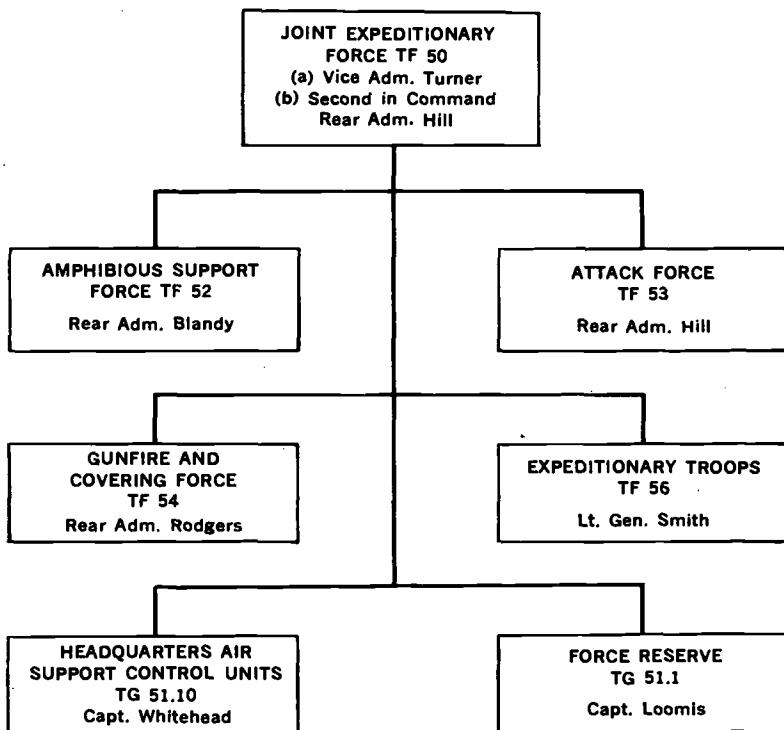 JOINT EXPEDITIONARY
FORCE TF 50
(a) Vice Adm. Turner
(b) Second in Command
Rear Adm. Hill
AMPHIBIOUS SUPPORT
FORCE TF 52
Rear Adm. Blandy
ATTACK FORCE
TF 53
Rear Adm. Hill
GUNFIRE AND
COVERING FORCE
TF 54
Rear Adm. Rodgers
EXPEDITIONARY TROOPS
TF 56
Lt. Gen. Smith
HEADQUARTERS AIR
SUPPORT CONTROL UNITS
TG 51.10
Capt. Whitehead
FORCE RESERVE
TG 51.1
Capt. Loomis